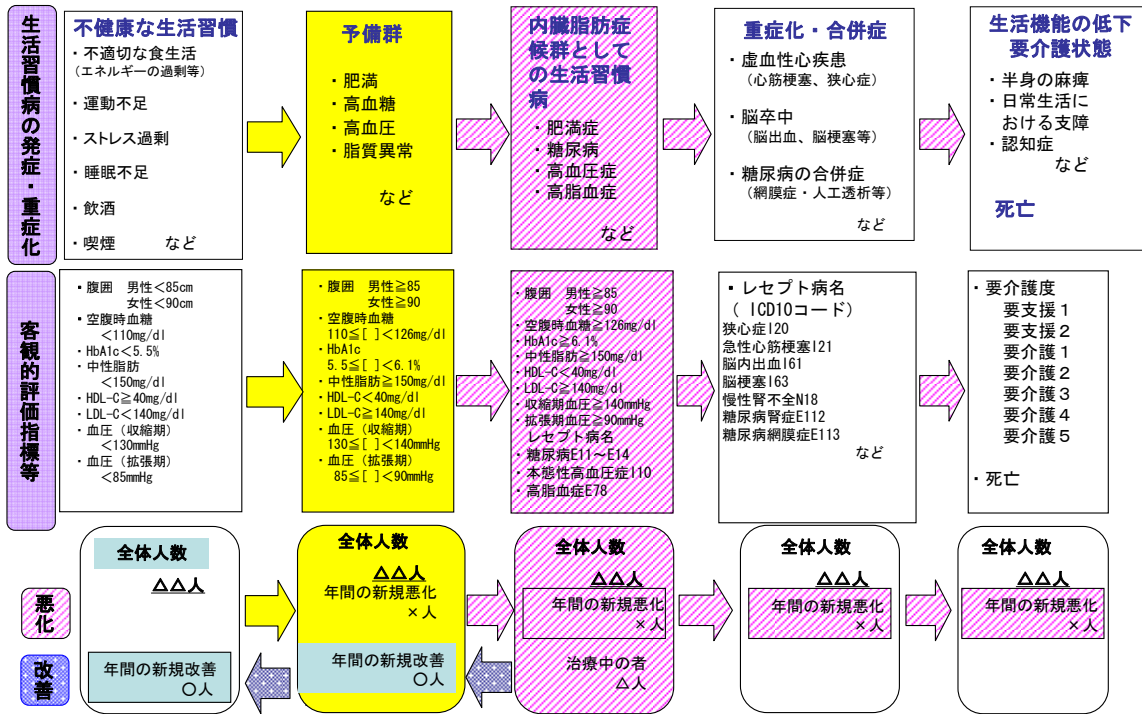 生活習慣病の発症・重症化
不健康な生活習慣
・不適切な食生活
(エネルギーの過剰等)
・運動不足
・ストレス過剰
・睡眠不足
・飲酒
・喫煙 など
予備群
・肥満
・高血糖
・高血圧
・脂質異常
など
内臓脂肪症
候群として
の生活習慣
病
・肥満症
・糖尿病
・高血圧症
・高脂血症
など
重症化・合併症
・虚血性心疾患
(心筋梗塞、狭心症)
・脳卒中
(脳出血、脳梗塞等)
・糖尿病の合併症
(網膜症・人工透析等)
など
生活機能の低下
要介護状態
・半身の麻痺
・日常生活に
おける支障
・認知症
など
死亡
客観的評価指標等
・腹囲 男性<85cm
女性<90cm
・空腹時血糖
<110mg/dl
・HbA1c<5.5%
・中性脂肪
<150mg/dl
・HDL-C≧40mg/dl
・LDL-C<140mg/dl
・血圧（収縮期）
<130mmHg
・血圧（拡張期）
<85mmHg
・腹囲 男性≧85
女性≧90
・空腹時血糖
110≦[ ]<126mg/dl
・HbA1c
5.5≦[ ]<6.1%
・中性脂肪≧150mg/dl
・HDL-C<40mg/dl
・LDL-C≧140mg/dl
・血圧（収縮期）
130≦[ ]<140mmHg
・血圧（拡張期）
85≦[ ]<90mmHg
・腹囲 男性≧85
女性≧90
・空腹時血糖≧126mg/dl
・HbA1c≧6.1%
・中性脂肪≧150mg/dl
・HDL-C<40mg/dl
・LDL-C≧140mg/dl
・収縮期血圧≧140mmHg
・拡張期血圧≧90mmHg
レセプト病名
・糖尿病E11～E14
・本態性高血圧症I10
・高脂血症E78
・レセプト病名
（ICD10コード）
狭心症I20
急性心筋梗塞I21
脳内出血I61
脳梗塞I63
慢性腎不全N18
糖尿病腎症E112
糖尿病網膜症E113
など
・要介護度
要支援１
要支援２
要介護１
要介護２
要介護３
要介護４
要介護５
・死亡
悪化
改善
全体人数
△△人
年間の新規改善
〇人
全体人数
△△人
年間の新規悪化
×人
年間の新規改善
〇人
全体人数
△△人
年間の新規悪化
×人
治療中の者
△人
全体人数
△△人
年間の新規悪化
×人
全体人数
△△人
年間の新規悪化
×人